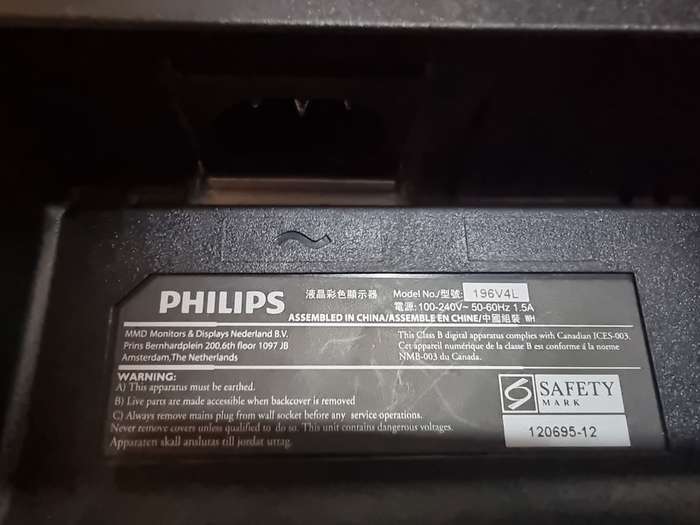 PHILIPS
液晶彩色顯示器
Model No./型號: 196V4L
電源: 100-240V~ 50-60Hz 1.5A
ASSEMBLED IN CHINA/ASSEMBLE EN CHINE/中國組裝 WH
MMD Monitors & Displays Nederland B.V.
Prins Bernhardplein 200,6th floor 1097 JB
Amsterdam,The Netherlands
This Class B digital apparatus complies with Canadian ICES-003.
Cet appareil numérique de la classe B est conforme á la norme
NMB-003 du Canada.
WARNING:
A) This apparatus must be earthed.
B) Live parts are made accessible when backcover is removed
C) Always remove mains plug from wall socket before any service operations.
Never remove covers unless qualified to do so. This unit contains dangerous voltages.
Apparaten skall anslutas till jordat uttag.
S SAFETY
MARK
120695-12